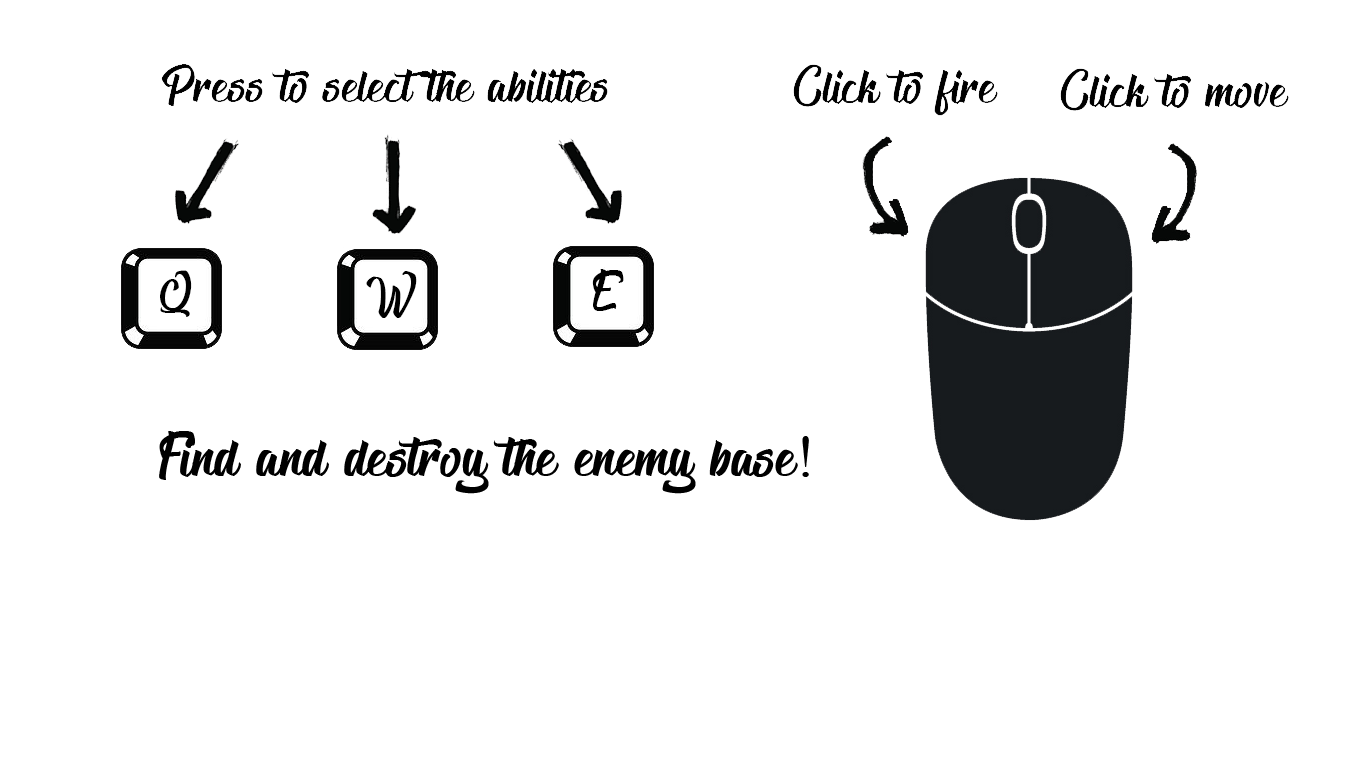 Press to select the abilities
Click to fire
Click to move
Q
W
E
Find and destroy the enemy base!